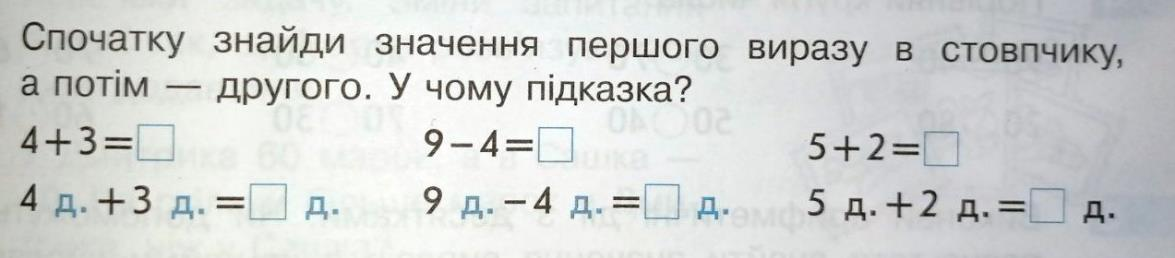 Спочатку знайди значення першого виразу в стовпчику,
а потім — другого. У чому підказка?
4+3=□ 9−4=□ 5+2=□
4 д.+3 д.=□ д. 9 д.−4 д.=□ д. 5 д.+2 д.=□ д.